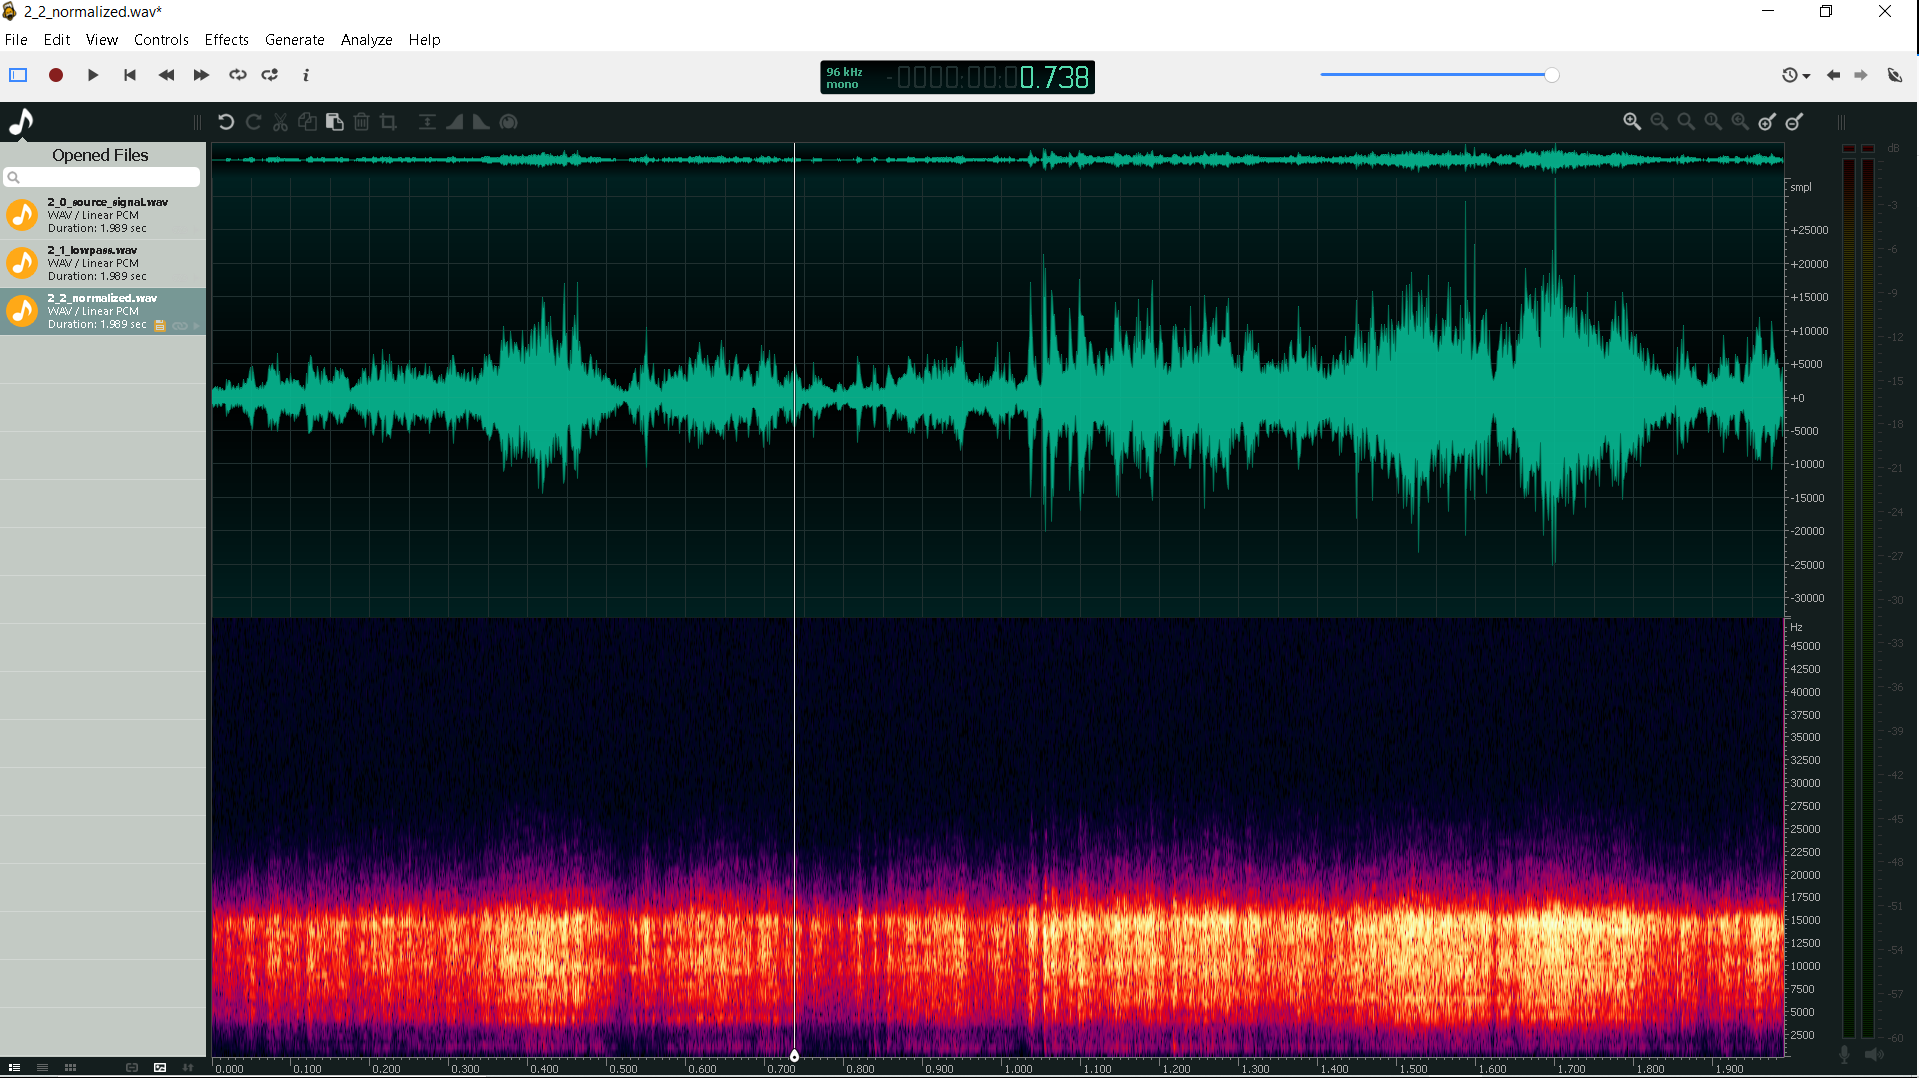 2_2_normalized.wav*
File Edit View Controls Effects Generate Analyze Help
96 kHz
mono
-0000:00:00.738
Opened Files
2_0_source_signal.wav
WAV / Linear PCM
Duration: 1.989 sec
2_1_lowpass.wav
WAV / Linear PCM
Duration: 1.989 sec
2_2_normalized.wav
WAV / Linear PCM
Duration: 1.989 sec
smpl
+25000
+20000
+15000
+10000
+5000
+0
-5000
-10000
-15000
-20000
-25000
-30000
Hz
45000
42500
40000
37500
35000
32500
30000
27500
25000
22500
20000
17500
15000
12500
10000
7500
5000
2500
0.000 0.100 0.200 0.300 0.400 0.500 0.600 0.700 0.800 0.900 1.000 1.100 1.200 1.300 1.400 1.500 1.600 1.700 1.800 1.900
dB
-3
-6
-9
-12
-15
-18
-21
-24
-27
-30
-33
-36
-39
-42
-45
-48
-51
-54
-57
-60